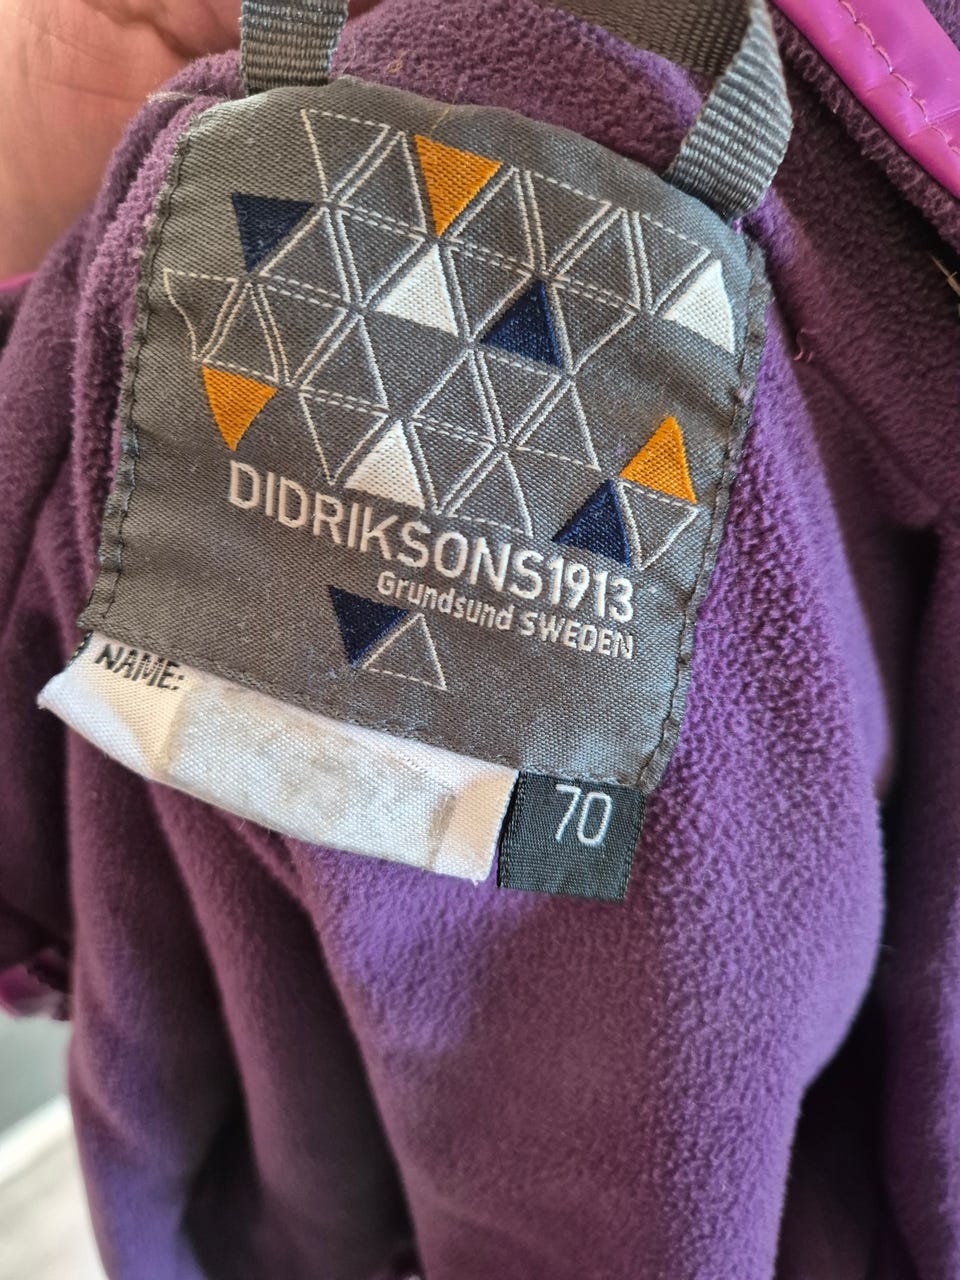 DIDRIKSONS1913
Grundsund SWEDEN
NAME:
70